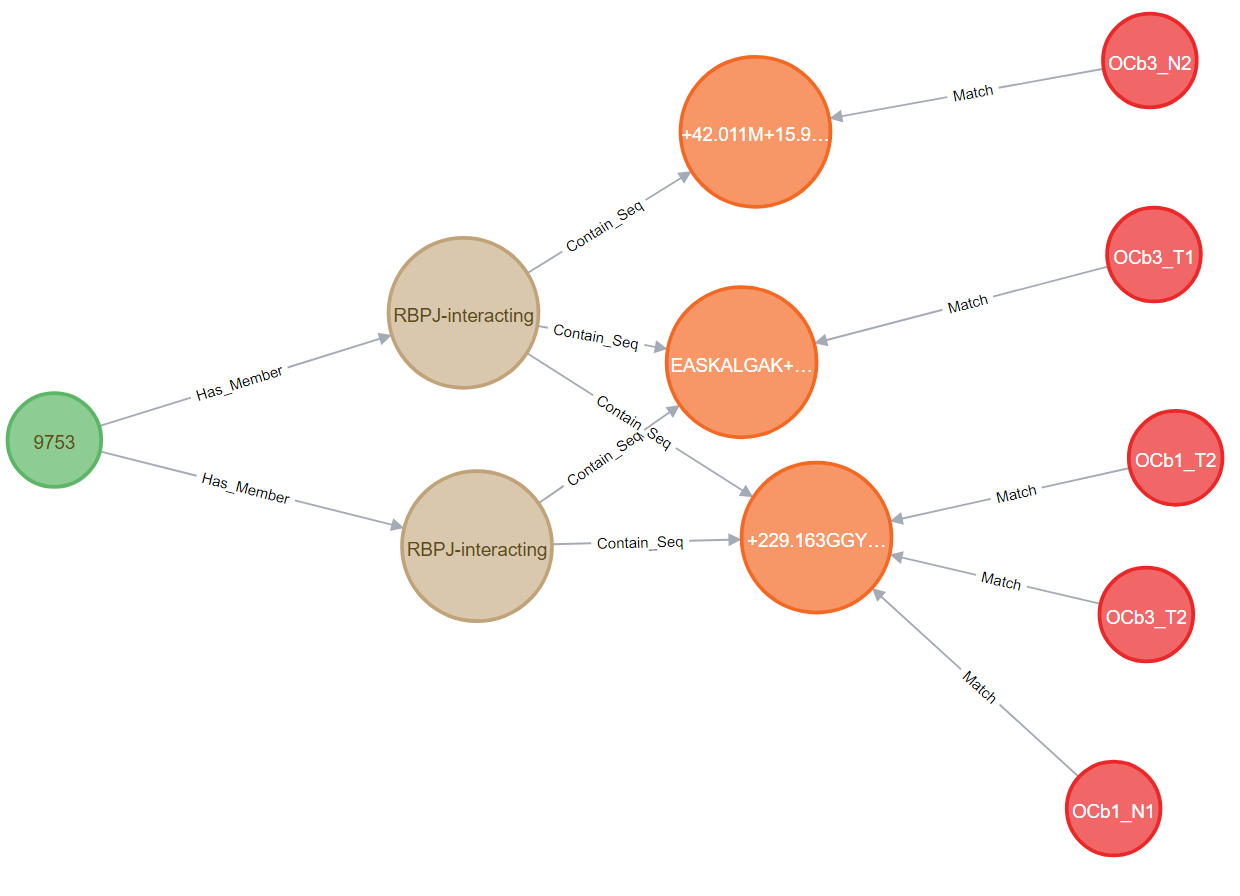 OCb3_N2
Match
+42.011M+15.9…
Contain_Seq
OCb3_T1
Match
RBPJ-interacting
Contain_Seq
EASKALGAK+…
Has_Member
Contain_Seq
9753
Contain_Seq
OCb1_T2
Match
Has_Member
RBPJ-interacting
Contain_Seq
+229.163GGY…
Match
OCb3_T2
Match
OCb1_N1